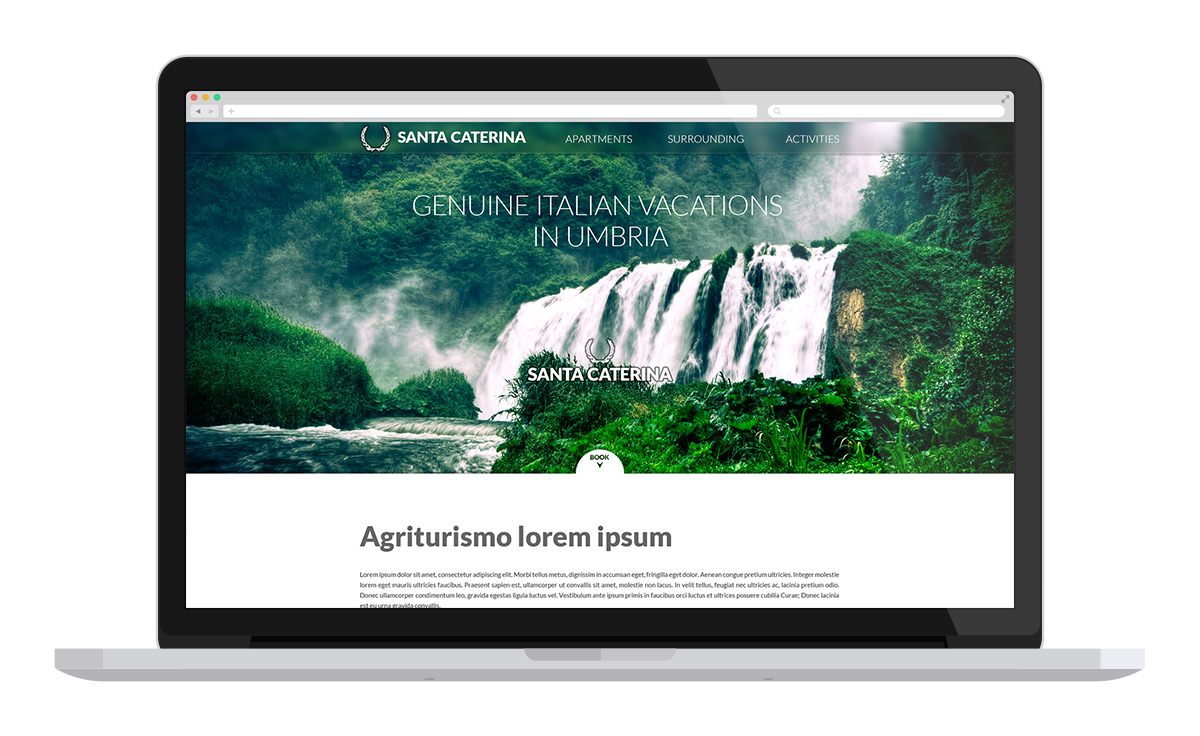 SANTA CATERINA APARTMENTS SURROUNDING ACTIVITIES
GENUINE ITALIAN VACATIONS
IN UMBRIA
SANTA CATERINA
BOOK
Agriturismo lorem ipsum
Lorem ipsum dolor sit amet, consectetur adipiscing elit. Morbi tellus metus, dignissim in accumsan eget, fringilla eget dolor. Aenean congue pretium ultricies. Integer molestie
lorem eget mauris ultricies faucibus. Praesent sapien est, ullamcorper ut convallis sit amet, molestie non lacus. In velit tellus, feugiat nec ultricies ac, lacinia pretium odio.
Donec ullamcorper condimentum leo, gravida egestas ligula luctus vel. Vestibulum ante ipsum primis in faucibus orci luctus et ultrices posuere cubilia Curae; Donec lacinia
est eu urna gravida convallis.